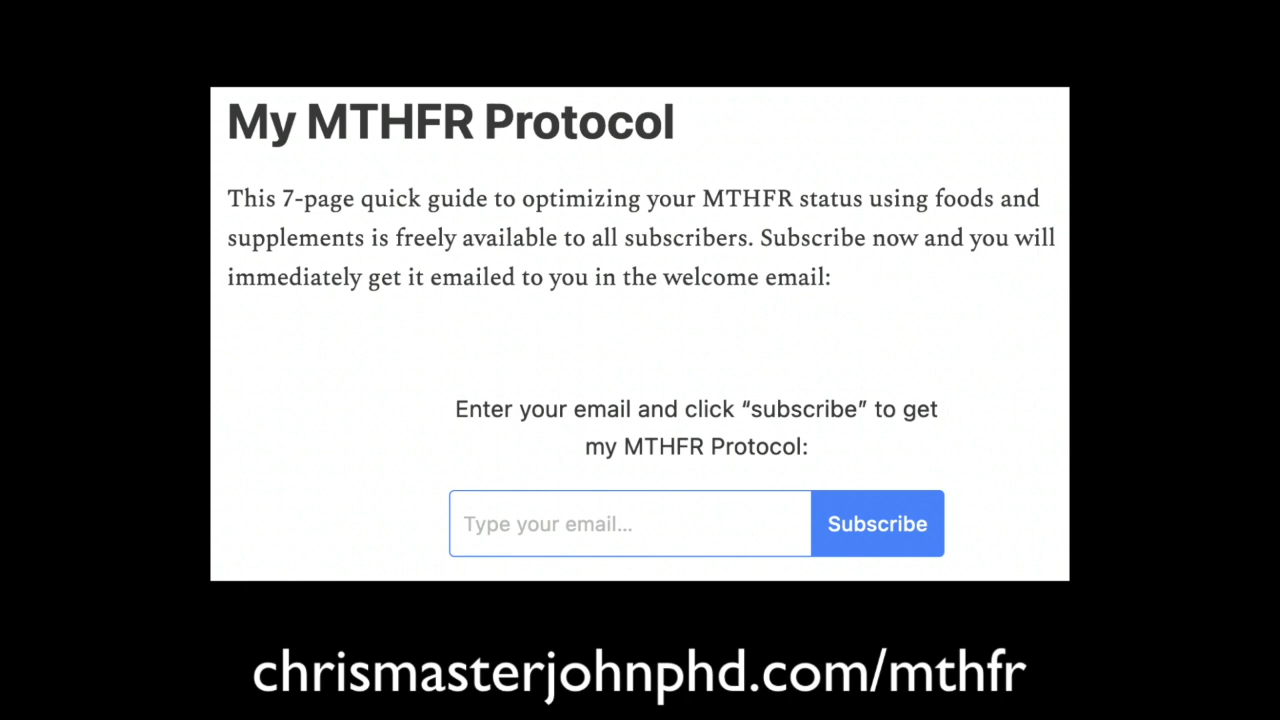 My MTHFR Protocol
This 7-page quick guide to optimizing your MTHFR status using foods and
supplements is freely available to all subscribers. Subscribe now and you will
immediately get it emailed to you in the welcome email:
Enter your email and click “subscribe” to get
my MTHFR Protocol:
Type your email...
Subscribe
chrismasterjohnphd.com/mthfr